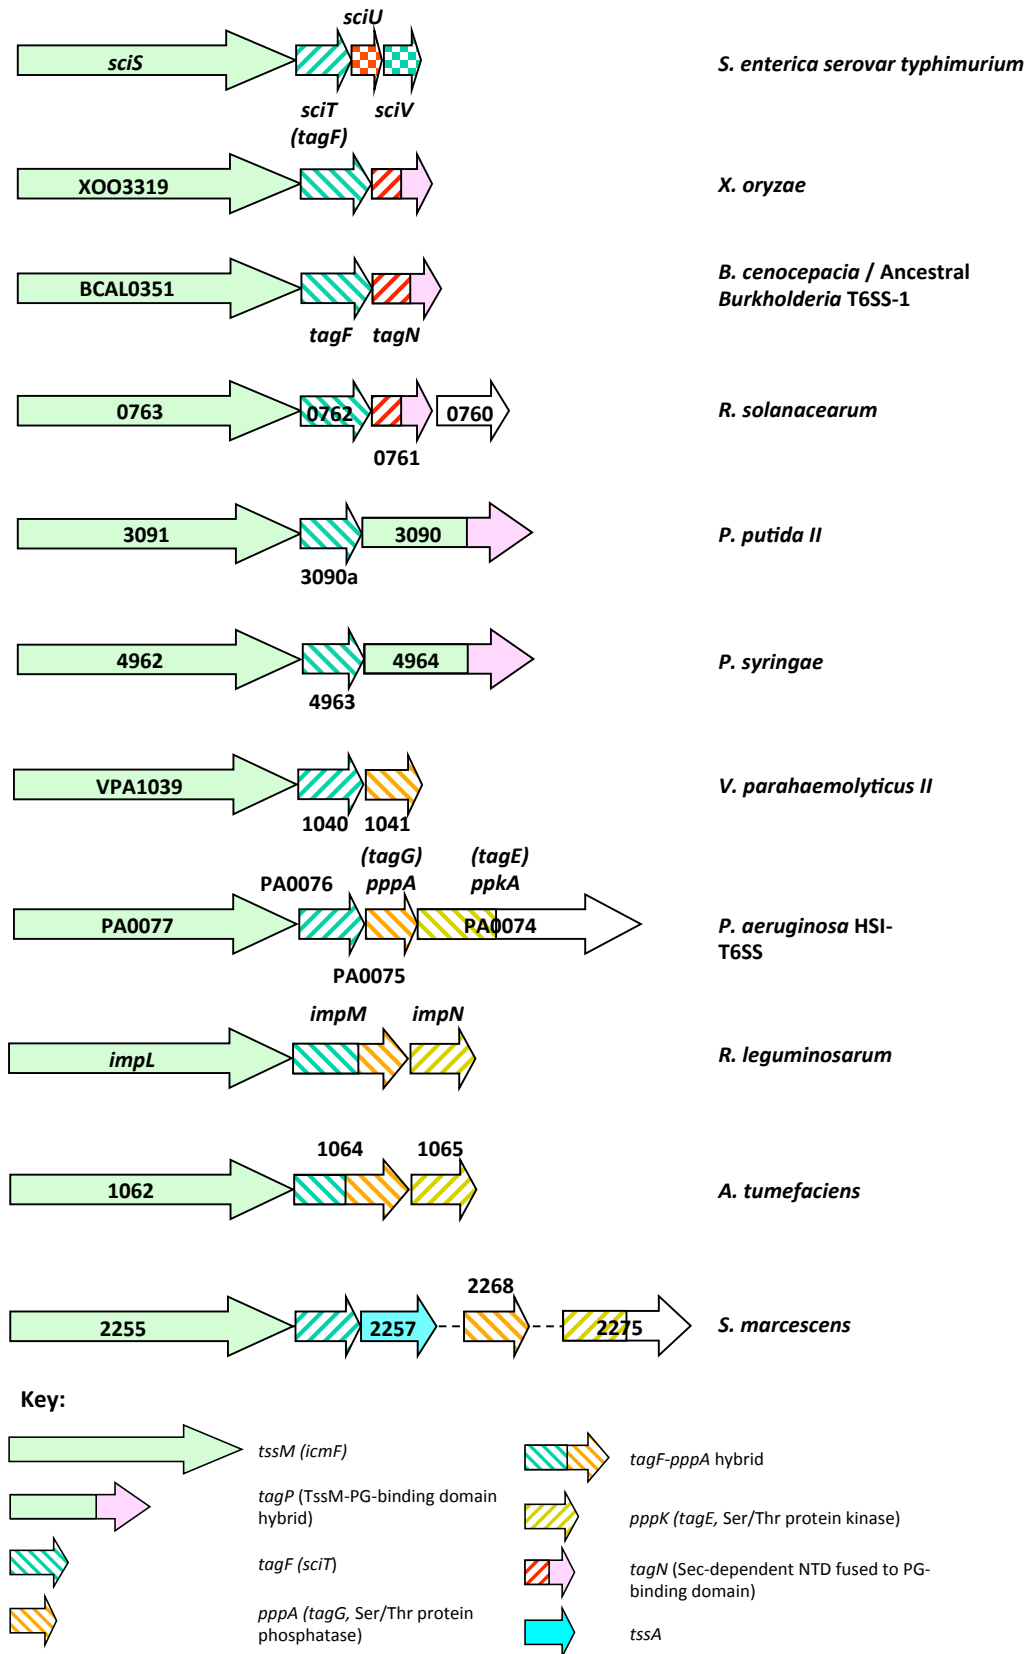 sciU
sciS
S. enterica serovar typhimurium
sciT
(tagF)
sciV
XOO3319
X. oryzae
BCAL0351
tagF
tagN
B. cenocepacia / Ancestral
Burkholderia T6SS-1
0763
0762
0761
0760
R. solanacearum
3091
3090a
3090
P. putida II
4962
4963
4964
P. syringae
VPA1039
1040
1041
V. parahaemolyticus II
PA0077
PA0076
(tagG)
pppA
PA0075
(tagE)
ppkA
PA0074
P. aeruginosa HSI-
T6SS
impL
impM
impN
R. leguminosarum
1062
1064
1065
A. tumefaciens
2255
2257
2268
2275
S. marcescens
Key:
tssM (icmF)
tagP (TssM-PG-binding domain
hybrid)
tagF (sciT)
pppA (tagG, Ser/Thr protein
phosphatase)
tagF-pppA hybrid
pppK (tagE, Ser/Thr protein kinase)
tagN (Sec-dependent NTD fused to PG-
binding domain)
tssA